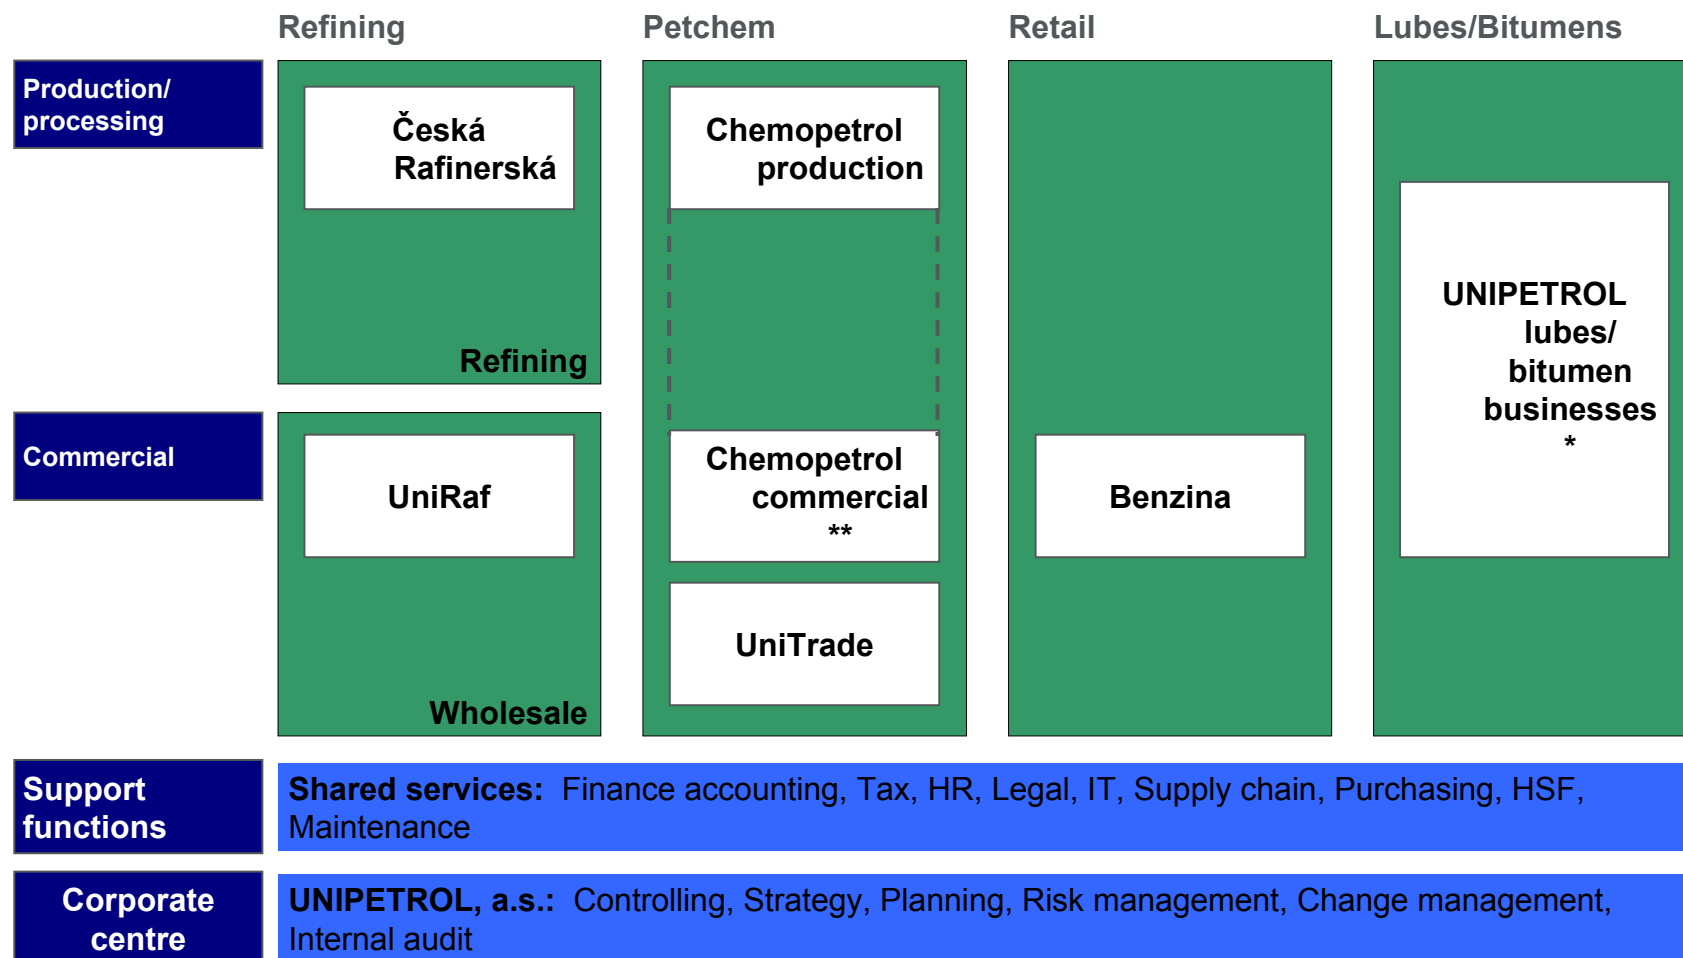 Refining
Petchem
Retail
Lubes/Bitumens
Production/
processing
Česká
Rafinerská
Refining
Chemopetrol
production
UNIPETROL
lubes/
bitumen
businesses
*
Commercial
UniRaf
Wholesale
Chemopetrol
commercial
**
UniTrade
Benzina
Support
functions
Shared services: Finance accounting, Tax, HR, Legal, IT, Supply chain, Purchasing, HSF,
Maintenance
Corporate
centre
UNIPETROL, a.s.: Controlling, Strategy, Planning, Risk management, Change management,
Internal audit